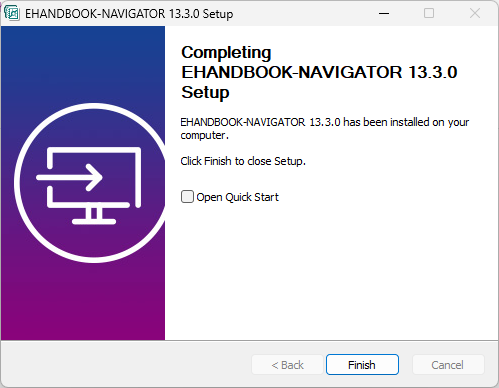 EHANDBOOK-NAVIGATOR 13.3.0 Setup
Completing
EHANDBOOK-NAVIGATOR 13.3.0
Setup
EHANDBOOK-NAVIGATOR 13.3.0 has been installed on your
computer.
Click Finish to close Setup.
Open Quick Start
< Back Finish Cancel